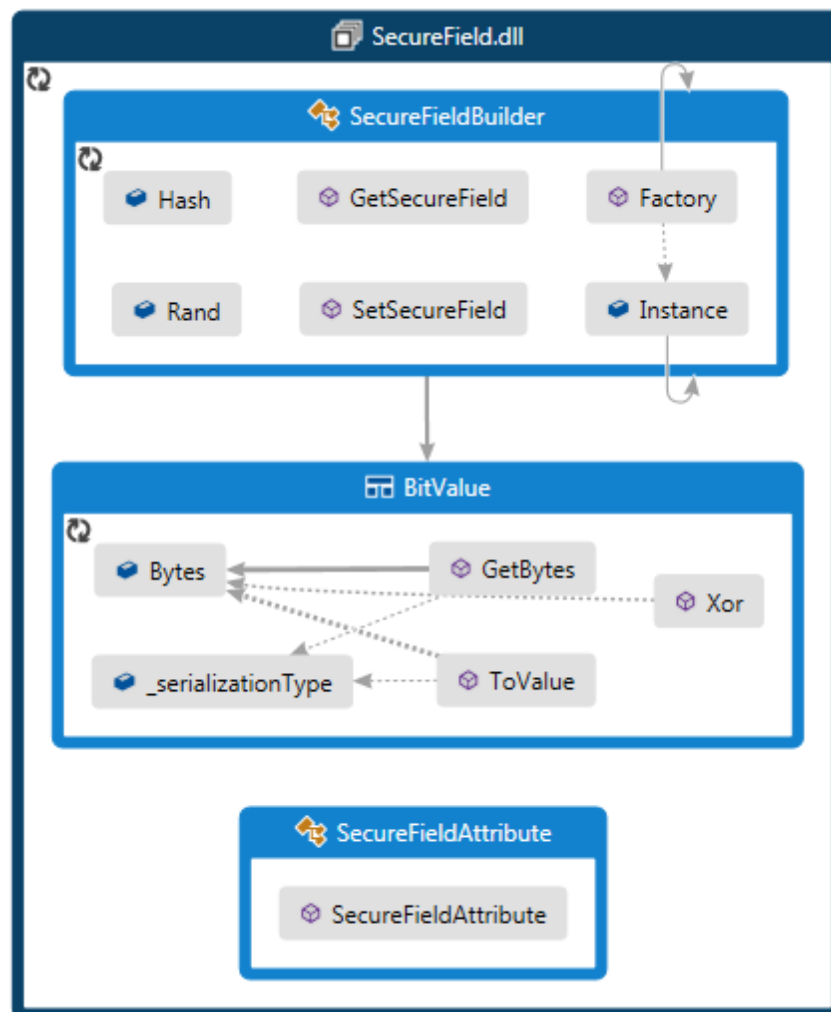 SecureField.dll
SecureFieldBuilder
Hash
GetSecureField
Factory
Rand
SetSecureField
Instance
BitValue
Bytes
GetBytes
Xor
_serializationType
ToValue
SecureFieldAttribute
SecureFieldAttribute